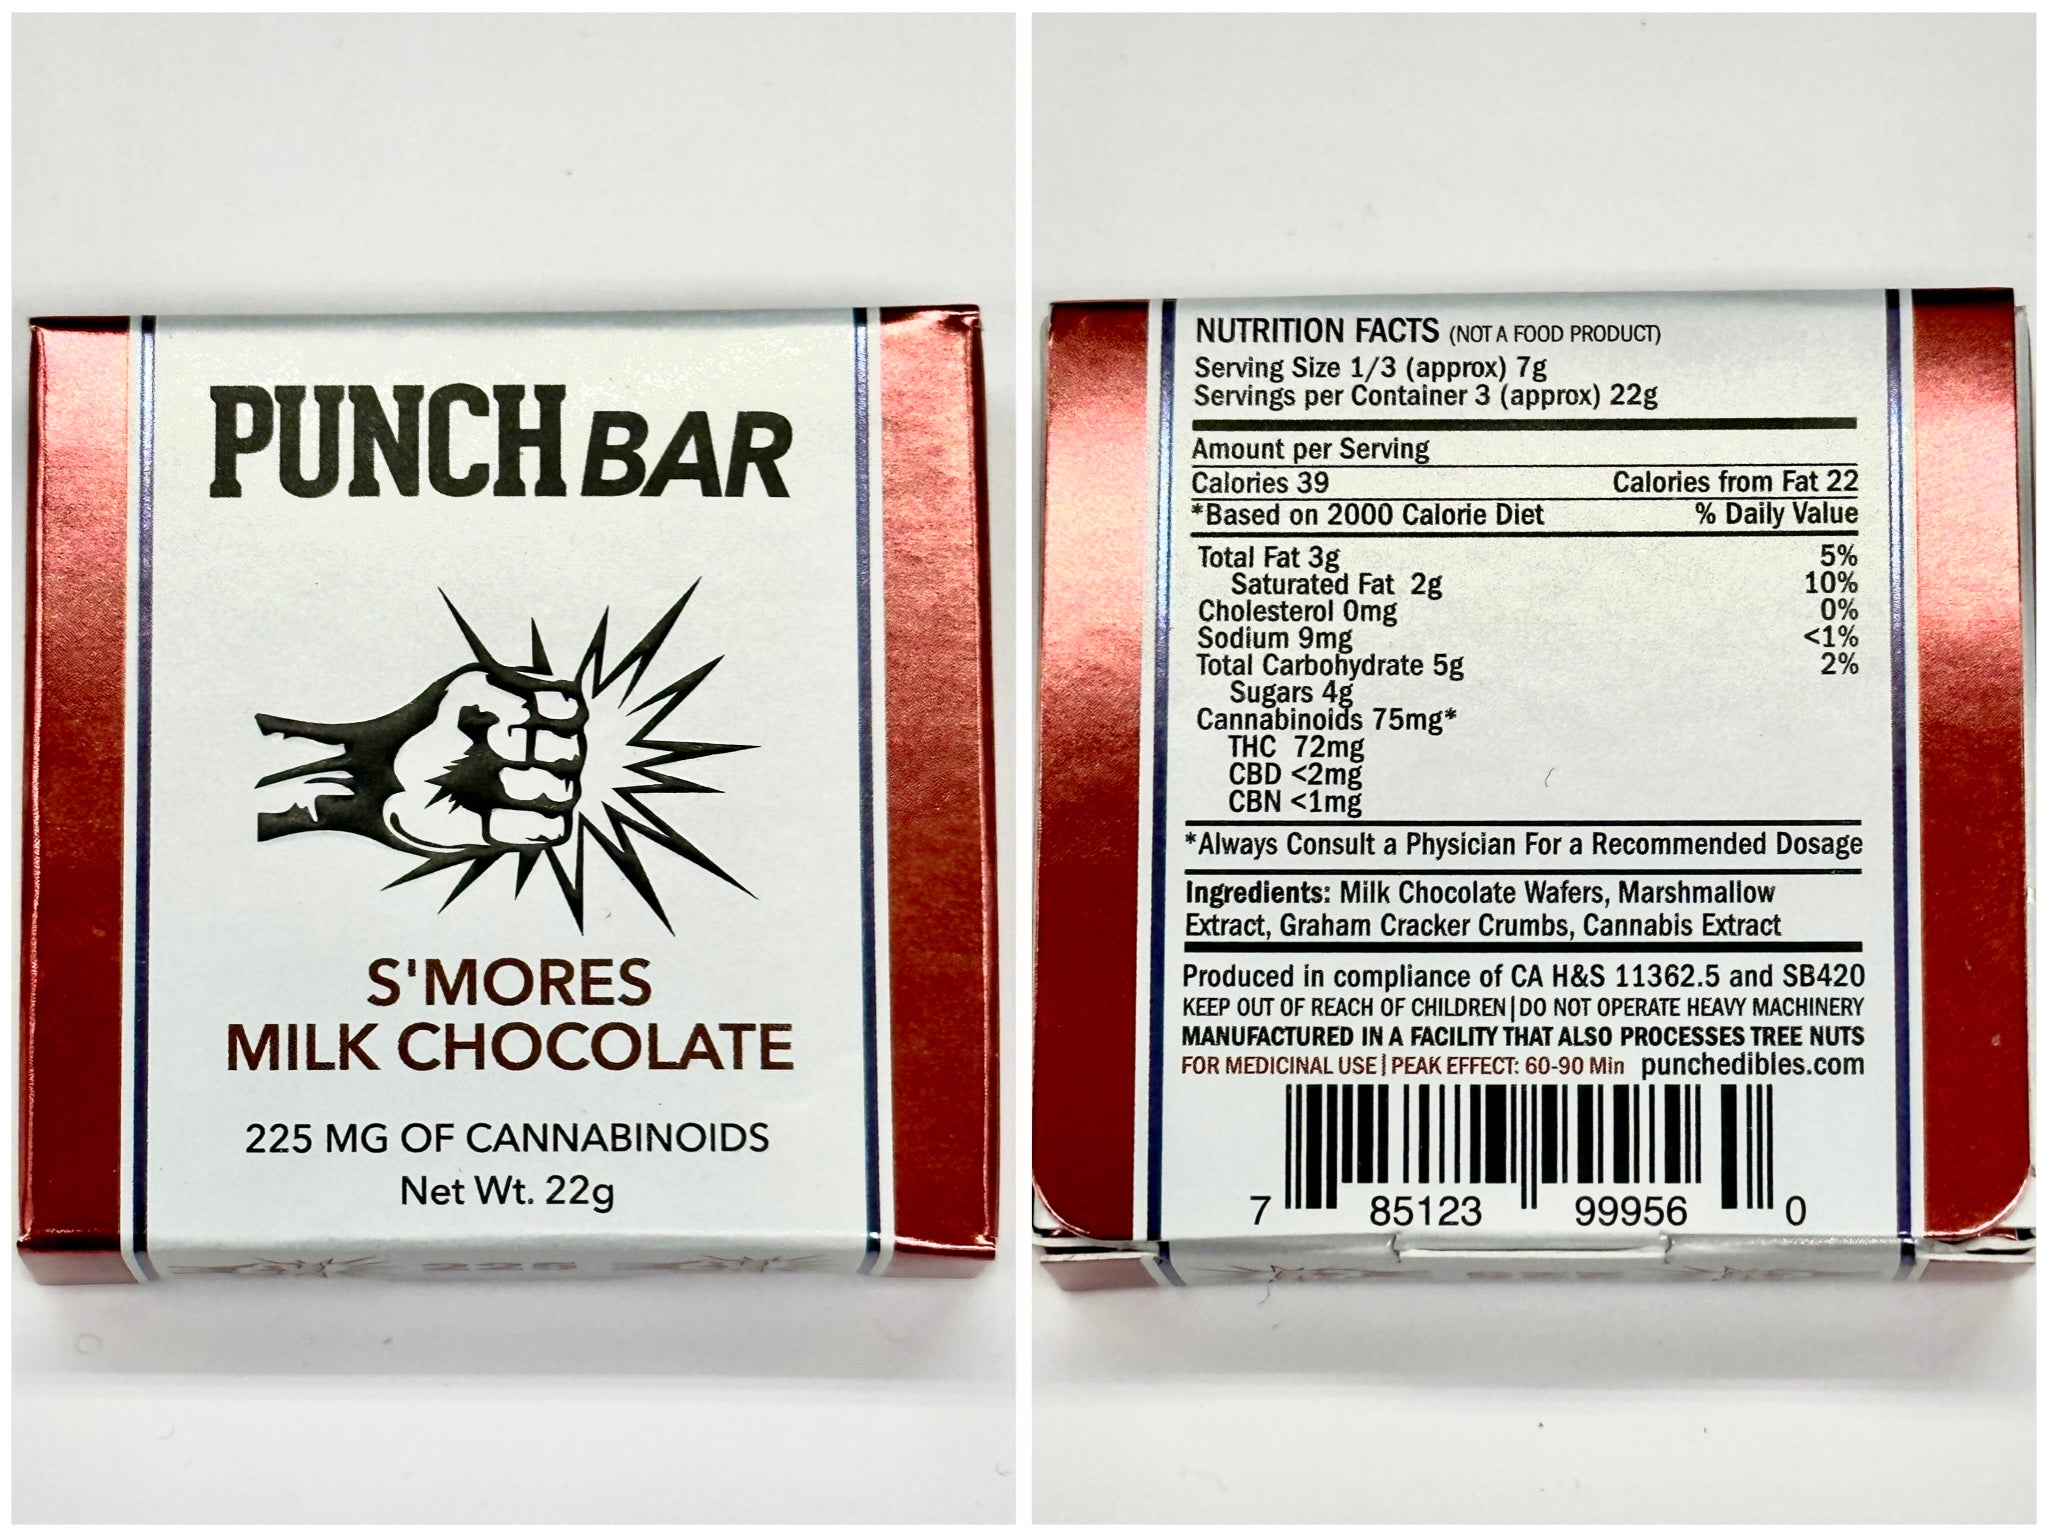 PUNCH BAR
S'MORES
MILK CHOCOLATE
225 MG OF CANNABINOIDS
Net Wt. 22g
225
NUTRITION FACTS (NOT A FOOD PRODUCT)
Serving Size 1/3 (approx) 7g
Servings per Container 3 (approx) 22g
Amount per Serving
Calories 39 Calories from Fat 22
*Based on 2000 Calorie Diet % Daily Value
Total Fat 3g 5%
Saturated Fat 2g 10%
Cholesterol 0mg 0%
Sodium 9mg <1%
Total Carbohydrate 5g 2%
Sugars 4g
Cannabinoids 75mg*
THC 72mg
CBD <2mg
CBN <1mg
*Always Consult a Physician For a Recommended Dosage
Ingredients: Milk Chocolate Wafers, Marshmallow
Extract, Graham Cracker Crumbs, Cannabis Extract
Produced in compliance of CA H&S 11362.5 and SB420
KEEP OUT OF REACH OF CHILDREN | DO NOT OPERATE HEAVY MACHINERY
MANUFACTURED IN A FACILITY THAT ALSO PROCESSES TREE NUTS
FOR MEDICINAL USE | PEAK EFFECT: 60-90 Min punchedibles.com
7 85123 99956 0